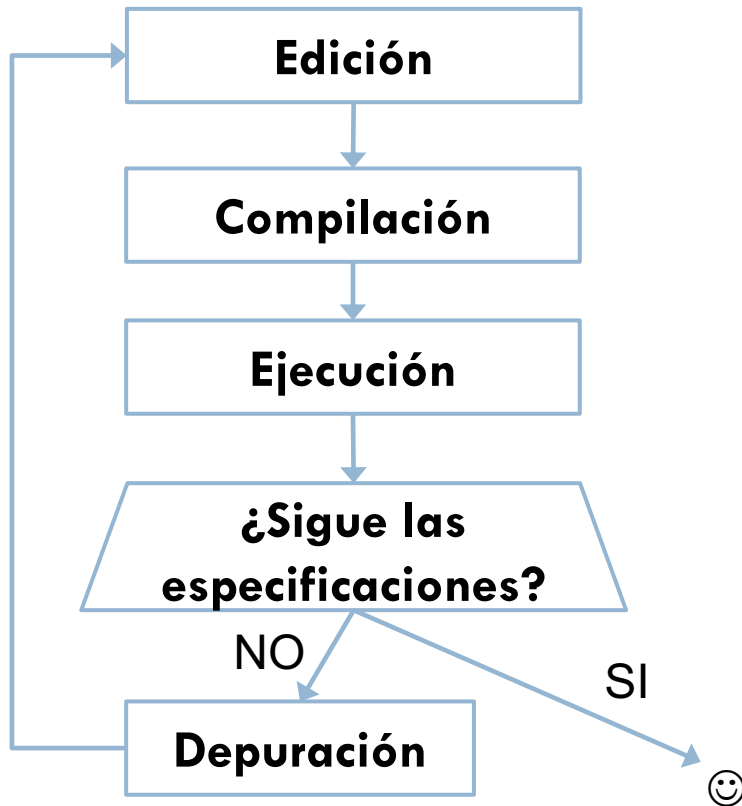 Edición
Compilación
Ejecución
¿Sigue las
especificaciones?
NO
SI
Depuración